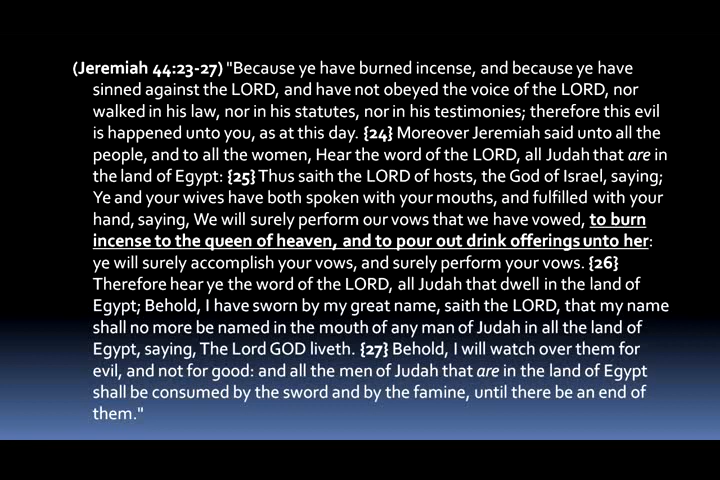 (Jeremiah 44:23-27) "Because ye have burned incense, and because ye have
sinned against the LORD, and have not obeyed the voice of the LORD, nor
walked in his law, nor in his statutes, nor in his testimonies; therefore this evil
is happened unto you, as at this day. {24} Moreover Jeremiah said unto all the
people, and to all the women, Hear the word of the LORD, all Judah that are in
the land of Egypt: {25} Thus saith the LORD of hosts, the God of Israel, saying;
Ye and your wives have both spoken with your mouths, and fulfilled with your
hand, saying, We will surely perform our vows that we have vowed, to burn
incense to the queen of heaven, and to pour out drink offerings unto her:
ye will surely accomplish your vows, and surely perform your vows. {26}
Therefore hear ye the word of the LORD, all Judah that dwell in the land of
Egypt; Behold, I have sworn by my great name, saith the LORD, that my name
shall no more be named in the mouth of any man of Judah in all the land of
Egypt, saying, The Lord GOD liveth. {27} Behold, I will watch over them for
evil, and not for good: and all the men of Judah that are in the land of Egypt
shall be consumed by the sword and by the famine, until there be an end of
them."